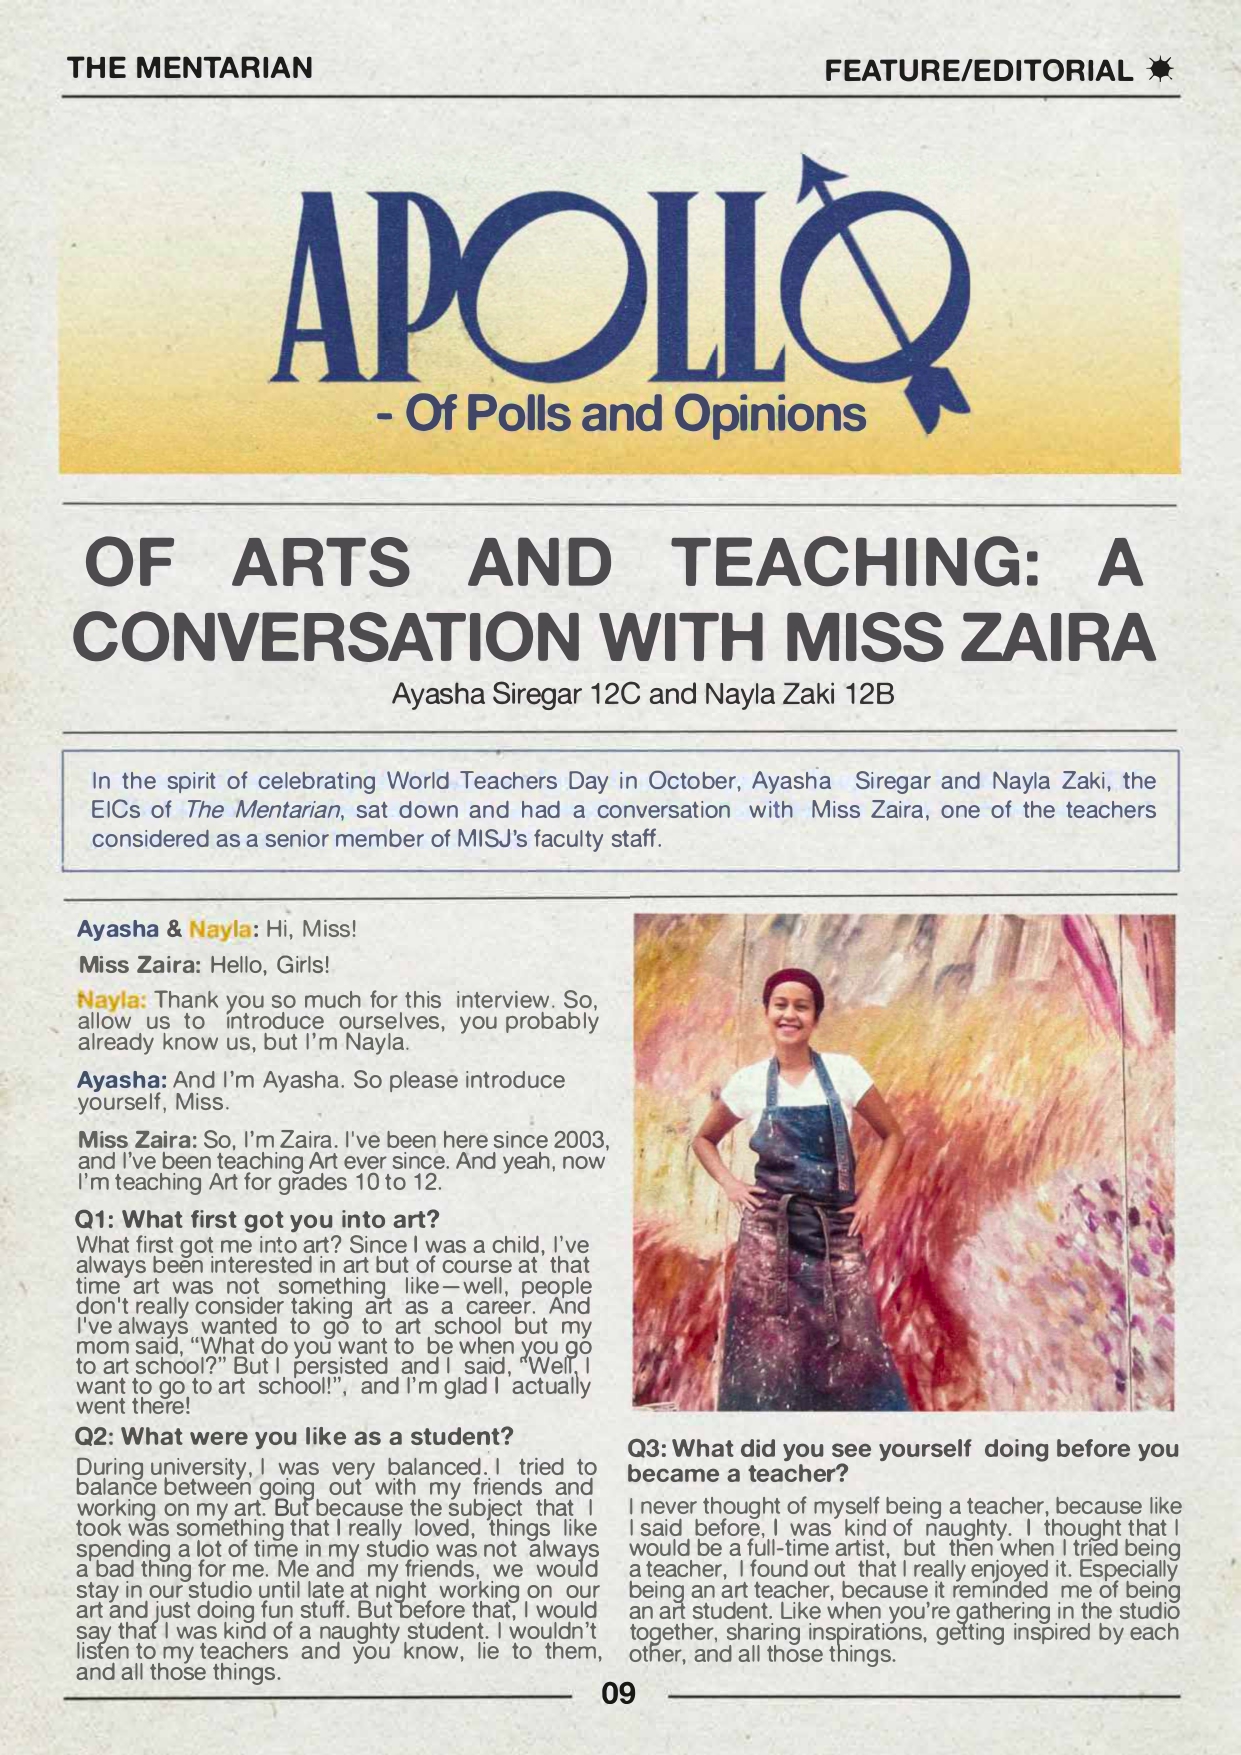 THE MENTARIAN
FEATURE/EDITORIAL
APOLLO
- Of Polls and Opinions
OF ARTS AND TEACHING: A
CONVERSATION WITH MISS ZAIRA
Ayasha Siregar 12C and Nayla Zaki 12B
In the spirit of celebrating World Teachers Day in October, Ayasha Siregar and Nayla Zaki, the
EICs of The Mentarian, sat down and had a conversation with Miss Zaira, one of the teachers
considered as a senior member of MISJ's faculty staff.
Ayasha & Nayla: Hi, Miss!
Miss Zaira: Hello, Girls!
Nayla: Thank you so much for this interview. So,
allow us to introduce ourselves, you probably
already know us, but I'm Nayla.
Ayasha: And I'm Ayasha. So please introduce
yourself, Miss.
Miss Zaira: So, I'm Zaira. I've been here since 2003,
and I've been teaching Art ever since. And yeah, now
I'm teaching Art for grades 10 to 12.
Q1: What first got you into art?
What first got me into art? Since I was a child, I've
always been interested in art but of course at that
time art was not something like—well, people
don't really consider taking art as a career. And
I've always wanted to go to art school but my
mom said, "What do you want to be when you go
to art school?" But I persisted and I said, "Well, I
want to go to art school!", and I'm glad I actually
went there!
Q2: What were you like as a student?
During university, I was very balanced. I tried to
balance between going out with my friends and
working on my art. But because the subject that I
took was something that I really loved, things like
spending a lot of time in my studio was not always
a bad thing for me. Me and my friends, we would
stay in our studio until late at night working on our
art and just doing fun stuff. But before that, I would
say that I was kind of a naughty student. I wouldn't
listen to my teachers and you know, lie to them,
and all those things.
Q3: What did you see yourself doing before you
became a teacher?
I never thought of myself being a teacher, because like
I said before, I was kind of naughty. I thought that I
would be a full-time artist, but then when I tried being
a teacher, I found out that I really enjoyed it. Especially
being an art teacher, because it reminded me of being
an art student. Like when you're gathering in the studio
together, sharing inspirations, getting inspired by each
other, and all those things.
09